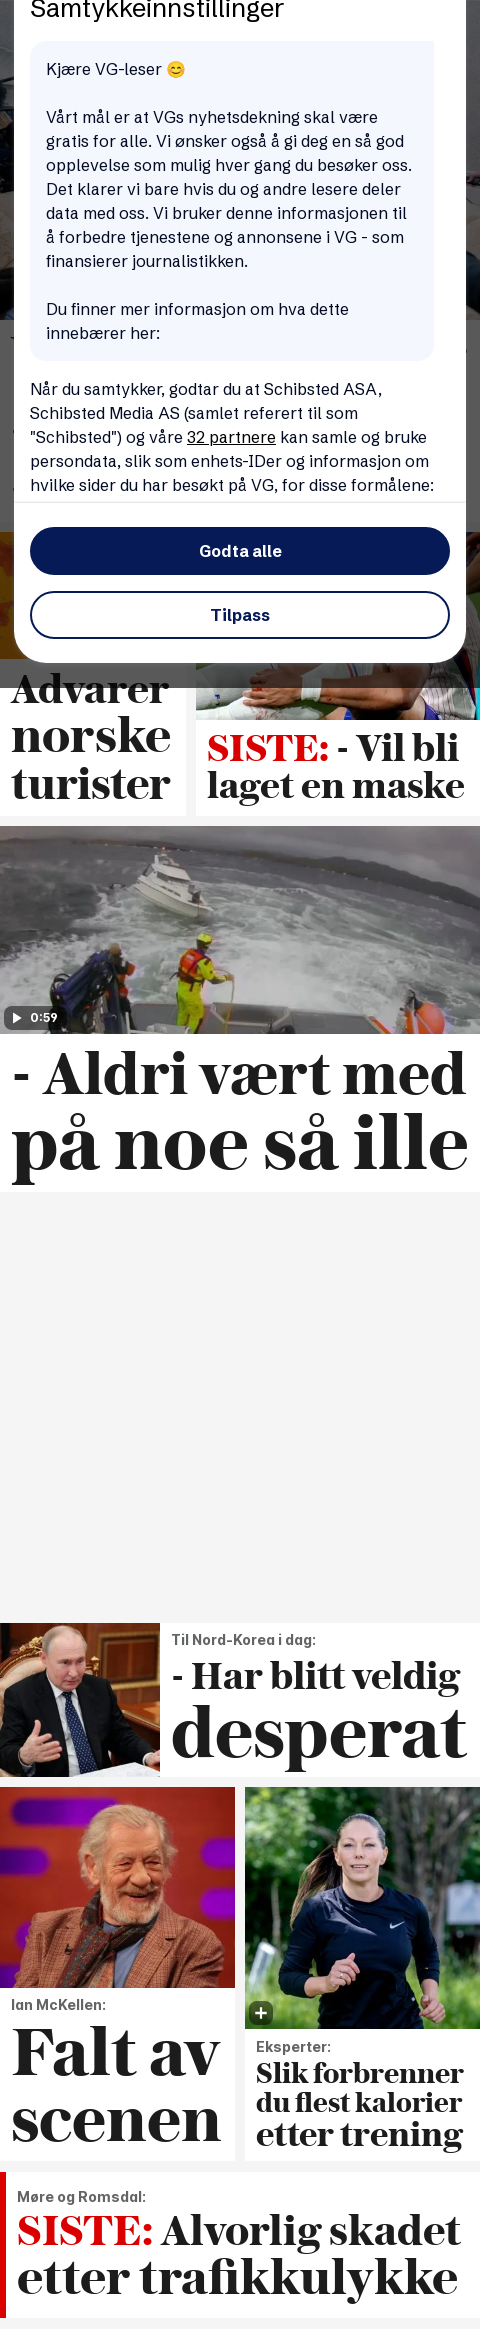 Samtykkeinnstillinger
Kjære VG-leser 😊
Vårt mål er at VGs nyhetsdekning skal være
gratis for alle. Vi ønsker også å gi deg en så god
opplevelse som mulig hver gang du besøker oss.
Det klarer vi bare hvis du og andre lesere deler
data med oss. Vi bruker denne informasjonen til
å forbedre tjenestene og annonsene i VG - som
finansierer journalistikken.
Du finner mer informasjon om hva dette
innebærer her:
Når du samtykker, godtar du at Schibsted ASA,
Schibsted Media AS (samlet referert til som
"Schibsted") og våre 32 partnere kan samle og bruke
persondata, slik som enhets-IDer og informasjon om
hvilke sider du har besøkt på VG, for disse formålene:
Godta alle
Tilpass
Advarer
norske
turister
SISTE: - Vil bli
laget en maske
0:59
- Aldri vært med
på noe så ille
Til Nord-Korea i dag:
- Har blitt veldig
desperat
Ian McKellen:
Falt av
scenen
Eksperter:
Slik forbrenner
du flest kalorier
etter trening
Møre og Romsdal:
SISTE: Alvorlig skadet
etter trafikkulykke